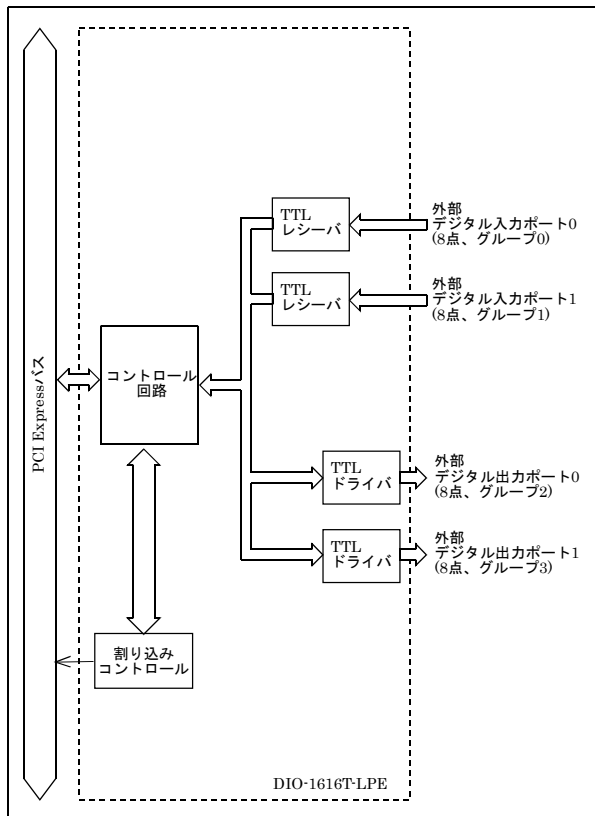 TTL
レシーバ
外部
デジタル入力ポート0
(8点、グループ0)
TTL
レシーバ
外部
デジタル入力ポート1
(8点、グループ1)
PCI Expressバス
コントロール
回路
TTL
ドライバ
外部
デジタル出力ポート0
(8点、グループ2)
TTL
ドライバ
外部
デジタル出力ポート1
(8点、グループ3)
割り込み
コントロール
DIO-1616T-LPE